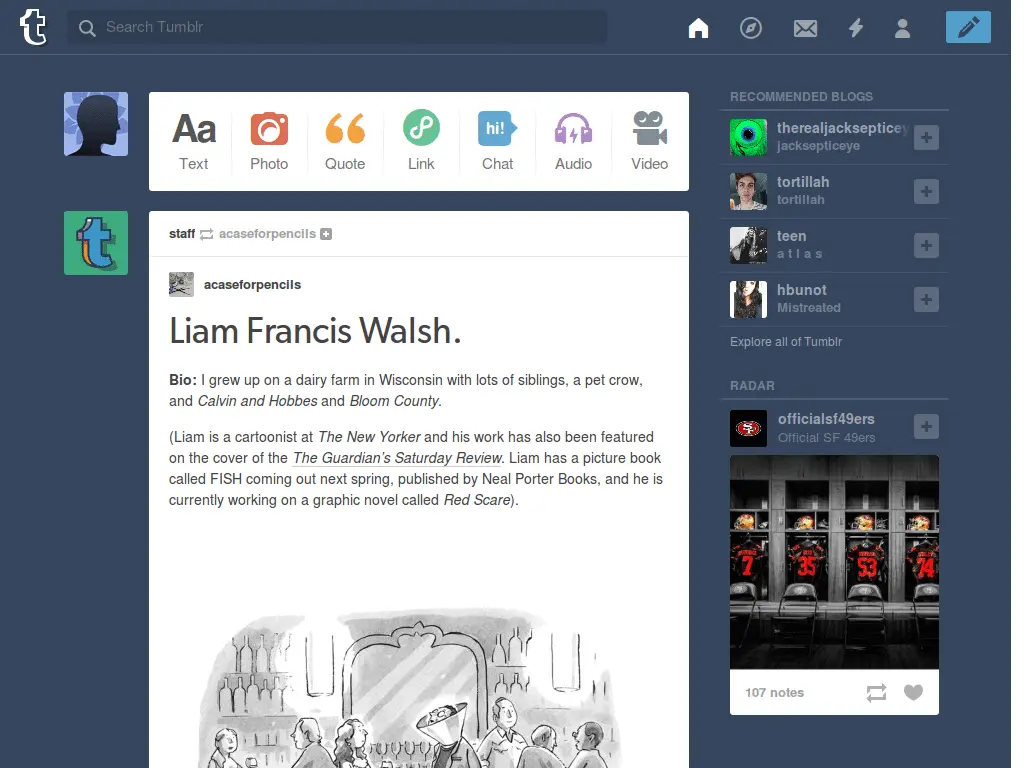 Search Tumblr
Aa
Text
Photo
Quote
Link
hi!
Chat
Audio
Video
staff acaseforpencils
acaseforpencils
Liam Francis Walsh.
Bio: I grew up on a dairy farm in Wisconsin with lots of siblings, a pet crow,
and Calvin and Hobbes and Bloom County.
(Liam is a cartoonist at The New Yorker and his work has also been featured
on the cover of the The Guardian's Saturday Review. Liam has a picture book
called FISH coming out next spring, published by Neal Porter Books, and he is
currently working on a graphic novel called Red Scare).
RECOMMENDED BLOGS
therealjacksepticey
jacksepticeye
tortillah
tortillah
teen
a t l a s
hbunot
Mistreated
Explore all of Tumblr
RADAR
officialsf49ers
Official SF 49ers
7
35
53
74
107 notes